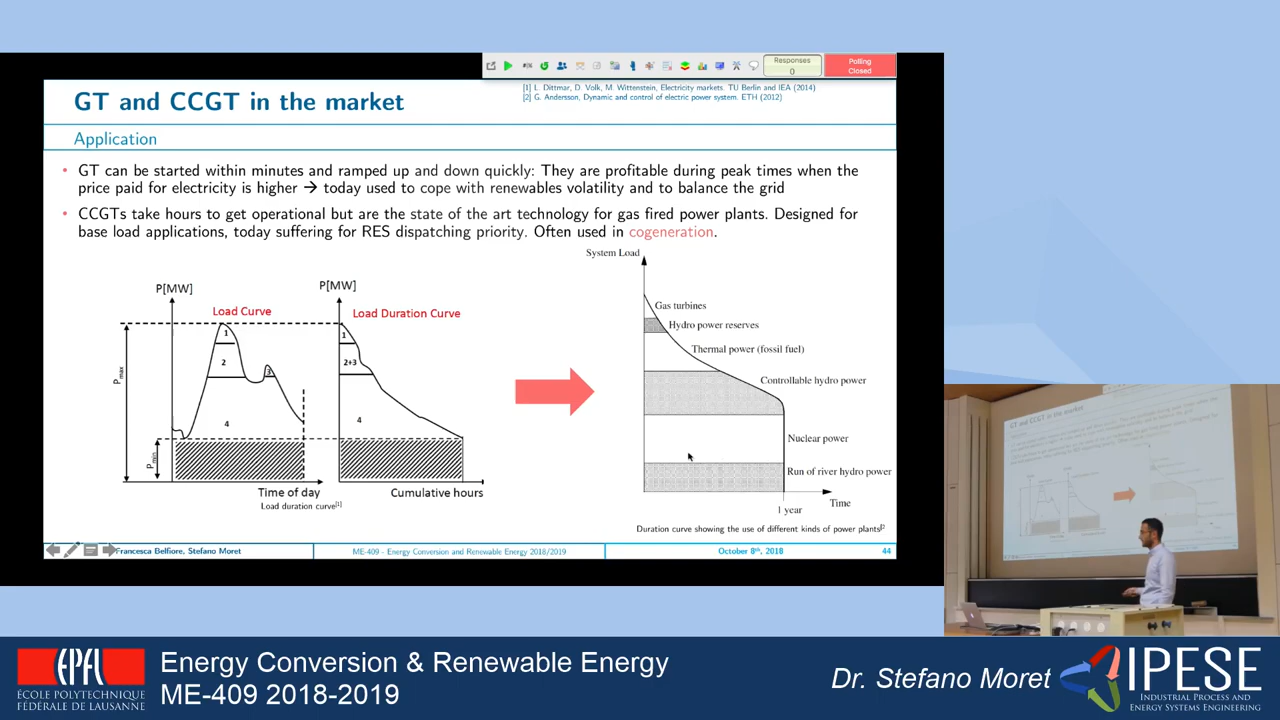 Responses
0
Polling
Closed
GT and CCGT in the market
[1] L. Dittmar, D. Volk, M. Wittenstein, Electricity markets. TU Berlin and IEA (2014)
[2] G. Andersson, Dynamic and control of electric power system. ETH (2012)
Application
• GT can be started within minutes and ramped up and down quickly: They are profitable during peak times when the
price paid for electricity is higher → today used to cope with renewables volatility and to balance the grid
• CCGTs take hours to get operational but are the state of the art technology for gas fired power plants. Designed for
base load applications, today suffering for RES dispatching priority. Often used in cogeneration.
P[MW]
Load Curve
1
2
3
4
Pmax
Pmin
Time of day
Load duration curve[1]
P[MW]
Load Duration Curve
1
2+3
4
Cumulative hours
System Load
Gas turbines
Hydro power reserves
Thermal power (fossil fuel)
Controllable hydro power
Nuclear power
Run of river hydro power
Time
1 year
Duration curve showing the use of different kinds of power plants[2]
Francesca Belfiore, Stefano Moret
ME-409 - Energy Conversion and Renewable Energy 2018/2019
October 8th, 2018
44
GT and CCGT in the market
EPFL
ÉCOLE POLYTECHNIQUE
FÉDÉRALE DE LAUSANNE
Energy Conversion & Renewable Energy
ME-409 2018-2019
Dr. Stefano Moret
IPESE
INDUSTRIAL PROCESS AND
ENERGY SYSTEMS ENGINEERING